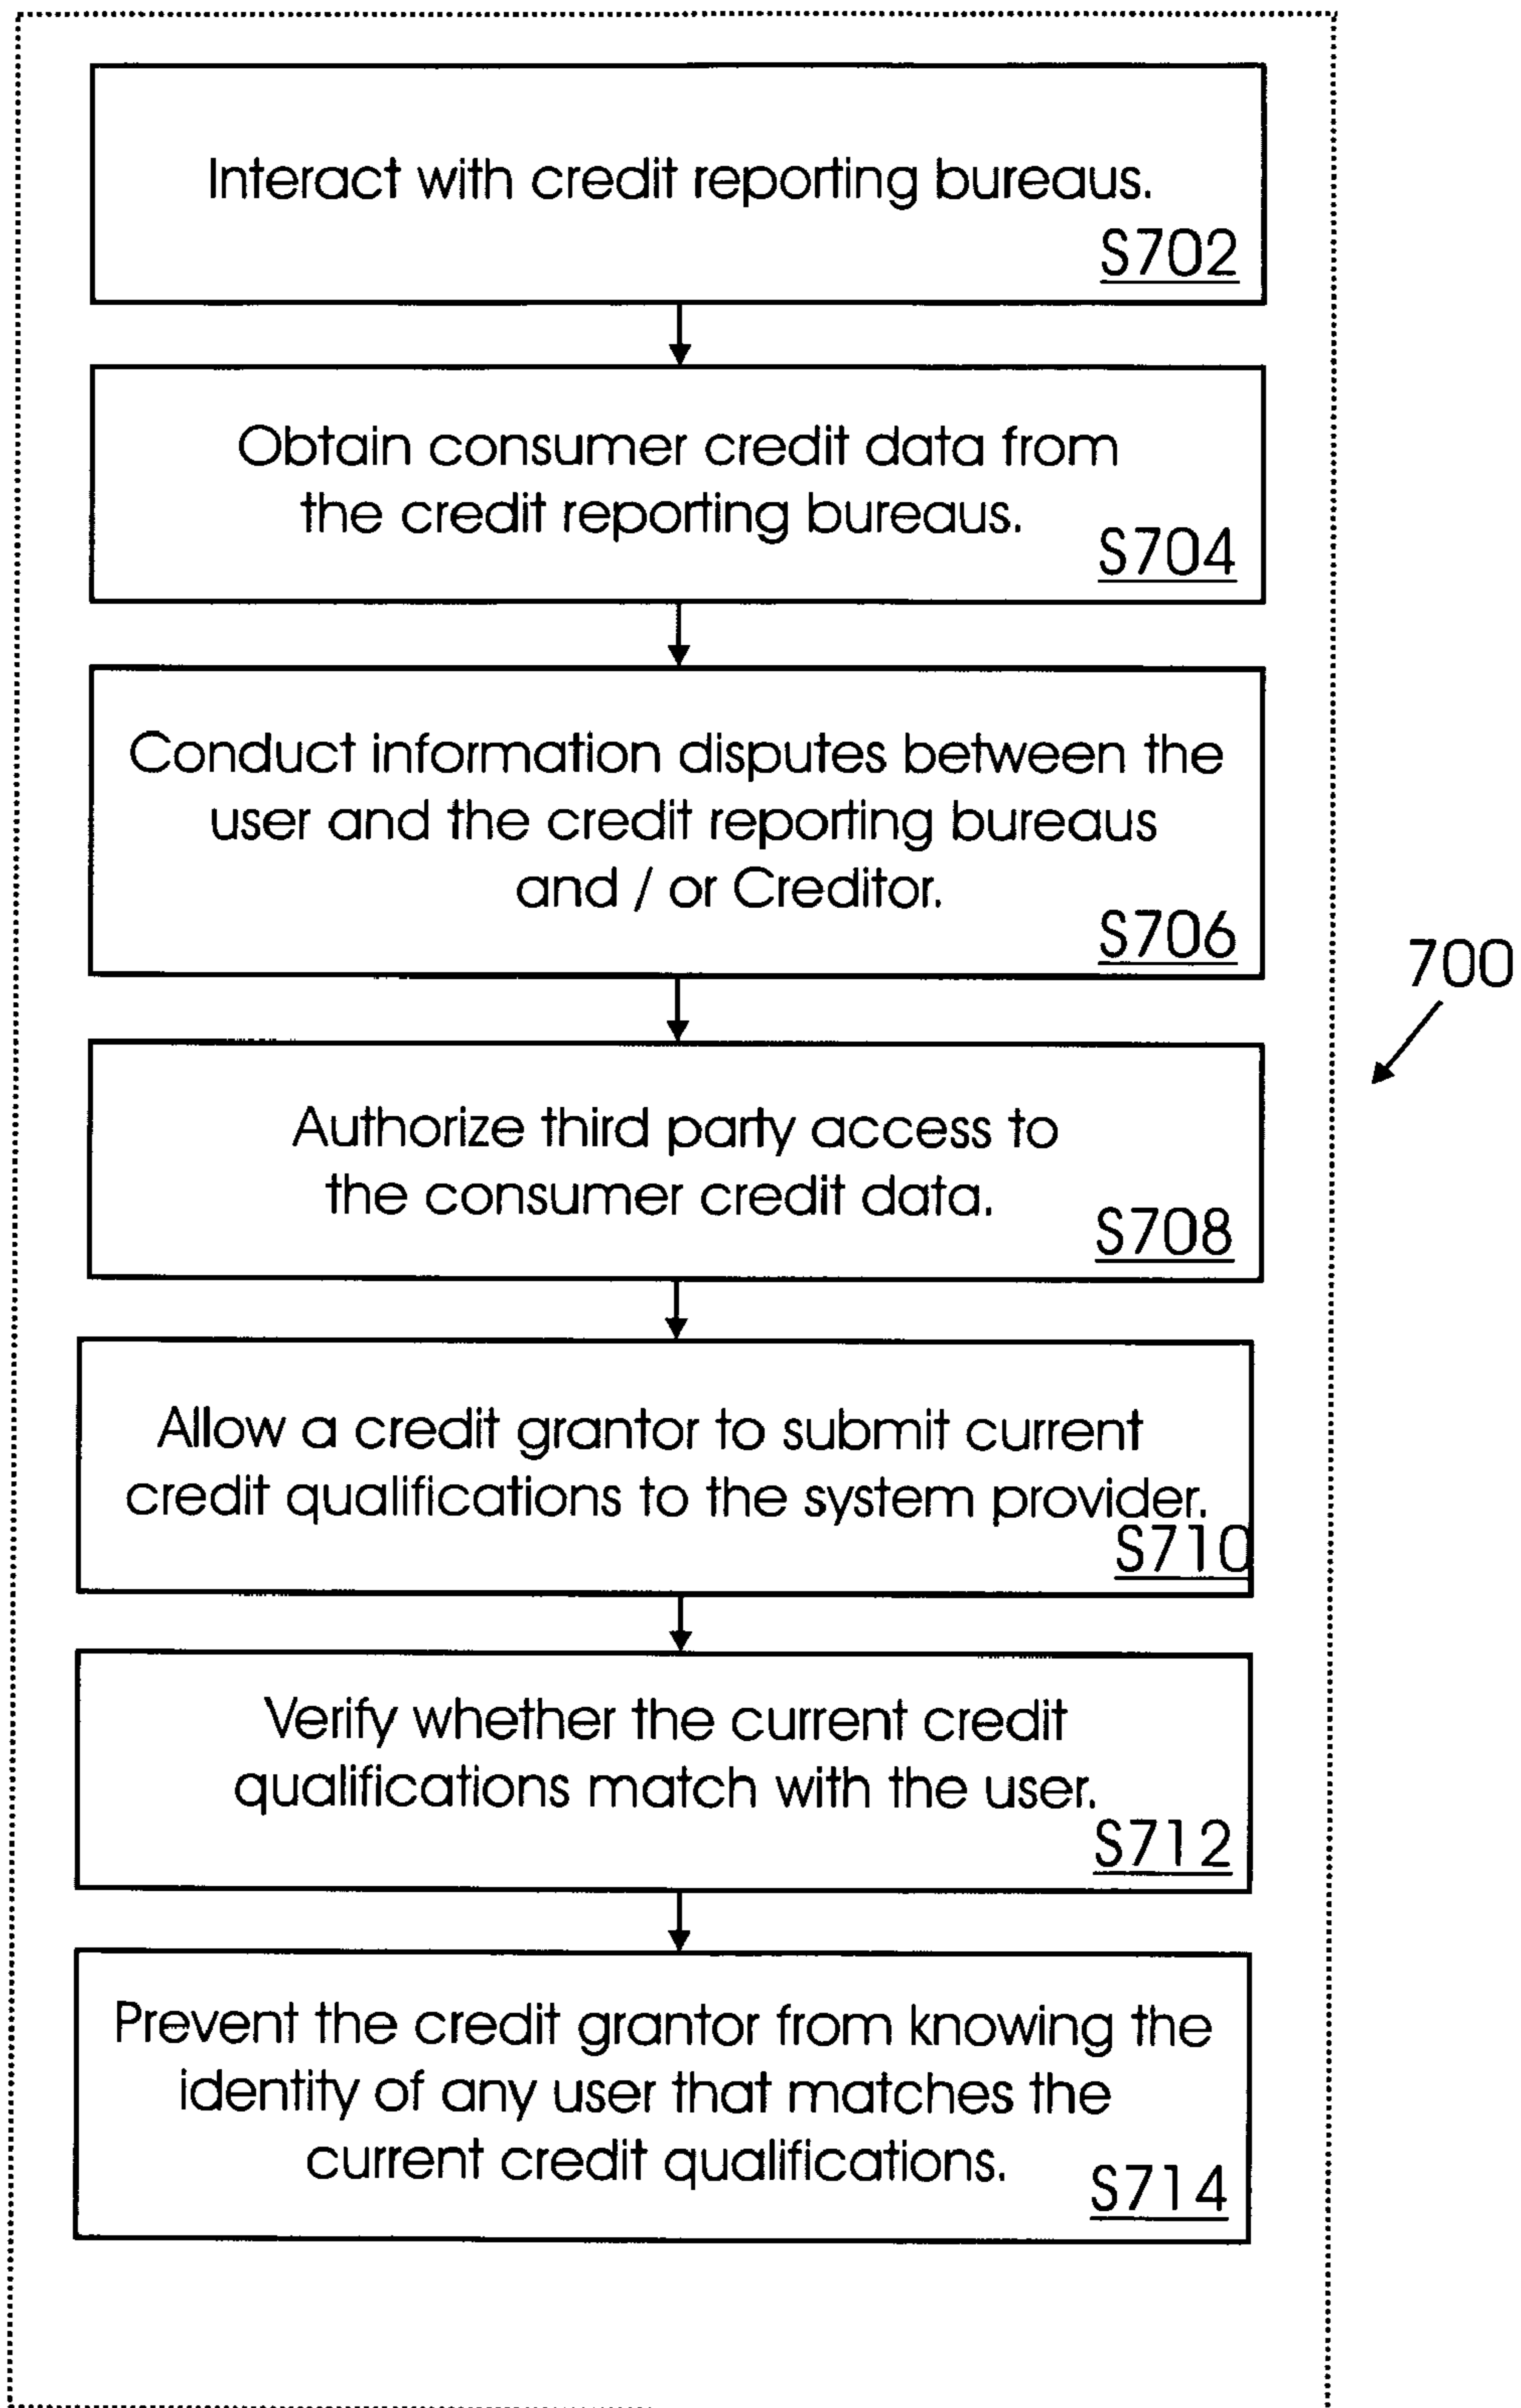 Interact with credit reporting bureaus.
S702
Obtain consumer credit data from
the credit reporting bureaus.
S704
Conduct information disputes between the
user and the credit reporting bureaus
and / or Creditor.
S706
700
Authorize third party access to
the consumer credit data.
S708
Allow a credit grantor to submit current
credit qualifications to the system provider.
S710
Verify whether the current credit
qualifications match with the user.
S712
Prevent the credit grantor from knowing the
identity of any user that matches the
current credit qualifications.
S714